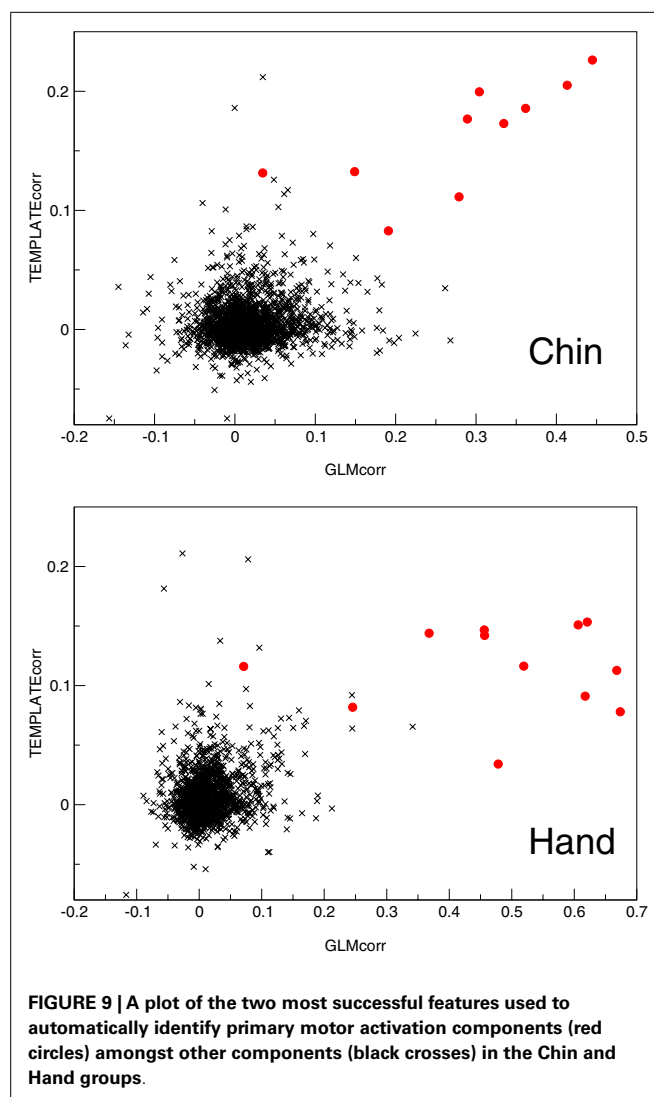 0.2
0.1
0
TEMPLATEcorr
Chin
-0.2 -0.1 0 0.1 0.2 0.3 0.4 0.5
GLMcorr
0.2
0.1
0
TEMPLATEcorr
Hand
-0.2 -0.1 0 0.1 0.2 0.3 0.4 0.5 0.6 0.7
GLMcorr
FIGURE 9 | A plot of the two most successful features used to
automatically identify primary motor activation components (red
circles) amongst other components (black crosses) in the Chin and
Hand groups.